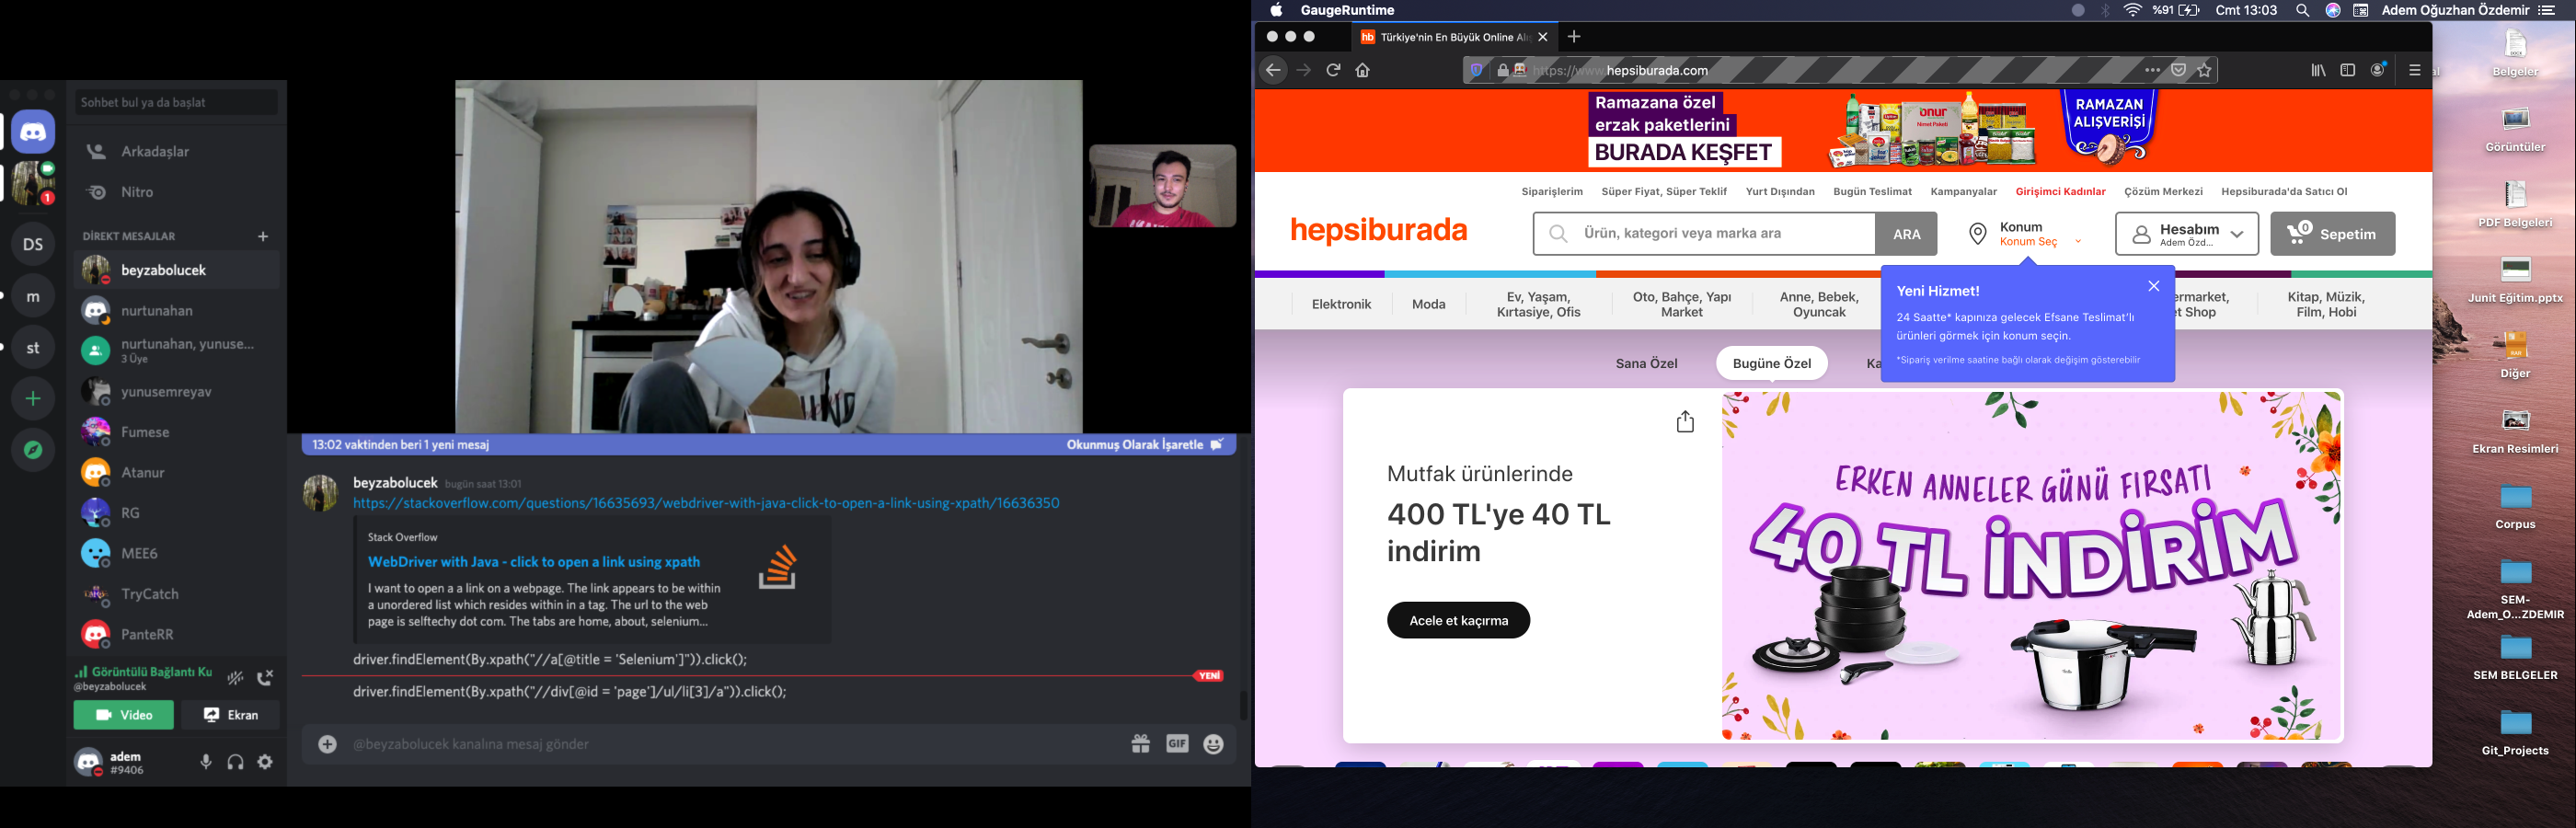 Sohbet bul ya da başlat
Arkadaşlar
Nitro
DİREKT MESAJLAR
beyzabolucek
nurtunahan
nurtunahan, yunuse...
3 Üye
yunusemreyav
Fumese
Atanur
RG
MEE6
TryCatch
PanteRR
Görüntülü Bağlantı Ku
@beyzabolucek
Video
Ekran
adem
#9406
1
DS
m
st
13:02 vaktinden beri 1 yeni mesaj
Okunmuş Olarak İşaretle
beyzabolucek bugün saat 13:01
https://stackoverflow.com/questions/16635693/webdriver-with-java-click-to-open-a-link-using-xpath/16636350
Stack Overflow
WebDriver with Java - click to open a link using xpath
I want to open a a link on a webpage. The link appears to be within
a unordered list which resides within in a tag. The url to the web
page is selftechy dot com. The tabs are home, about, selenium...
driver.findElement(By.xpath("//a[@title = 'Selenium']")).click();
YENİ
driver.findElement(By.xpath("//div[@id = 'page']/ul/li[3]/a")).click();
@beyzabolucek kanalına mesaj gönder
GIF
GaugeRuntime
%91
Cmt 13:03
Adem Oğuzhan Özdemir
hb
Türkiye'nin En Büyük Online Alış
https://www.hepsiburada.com
Ramazana özel
erzak paketlerini
BURADA KEŞFET
onur
RAMAZAN
ALIŞVERİŞİ
Siparişlerim
Süper Fiyat, Süper Teklif
Yurt Dışından
Bugün Teslimat
Kampanyalar
Girişimci Kadınlar
Çözüm Merkezi
Hepsiburada'da Satıcı Ol
hepsiburada
Ürün, kategori veya marka ara
ARA
Konum
Konum Seç
Hesabım
Adem Özd...
0
Sepetim
Elektronik
Moda
Ev, Yaşam,
Kırtasiye, Ofis
Oto, Bahçe, Yapı
Market
Anne, Bebek,
Oyuncak
ermarket,
et Shop
Kitap, Müzik,
Film, Hobi
Yeni Hizmet!
24 Saatte* kapınıza gelecek Efsane Teslimat'lı
ürünleri görmek için konum seçin.
*Sipariş verilme saatine bağlı olarak değişim gösterebilir
Sana Özel
Bugüne Özel
Ka
Mutfak ürünlerinde
400 TL'ye 40 TL
indirim
Acele et kaçırma
ERKEN ANNELER GÜNÜ FIRSATI
40 TL İNDİRİM
Belgeler
Görüntüler
PDF Belgeleri
Junit Eğitim.pptx
Diğer
Ekran Resimleri
Corpus
SEM-
Adem_O...ZDEMIR
SEM BELGELER
Git_Projects